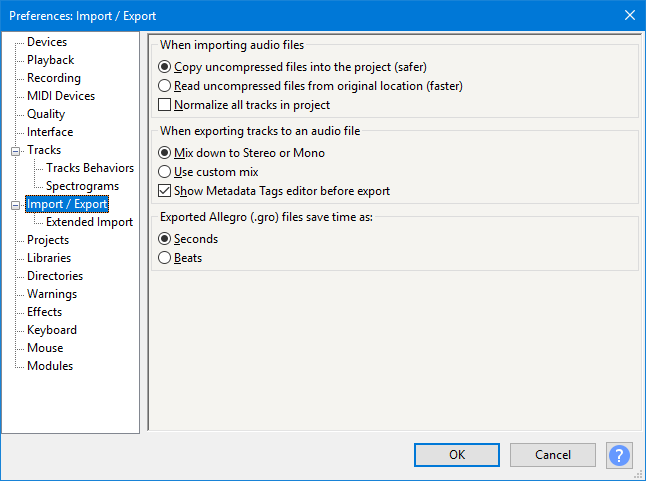 Preferences: Import / Export
Devices
Playback
Recording
MIDI Devices
Quality
Interface
Tracks
Tracks Behaviors
Spectrograms
Import / Export
Extended Import
Projects
Libraries
Directories
Warnings
Effects
Keyboard
Mouse
Modules
When importing audio files
Copy uncompressed files into the project (safer)
Read uncompressed files from original location (faster)
Normalize all tracks in project
When exporting tracks to an audio file
Mix down to Stereo or Mono
Use custom mix
Show Metadata Tags editor before export
Exported Allegro (.gro) files save time as:
Seconds
Beats
OK
Cancel
?